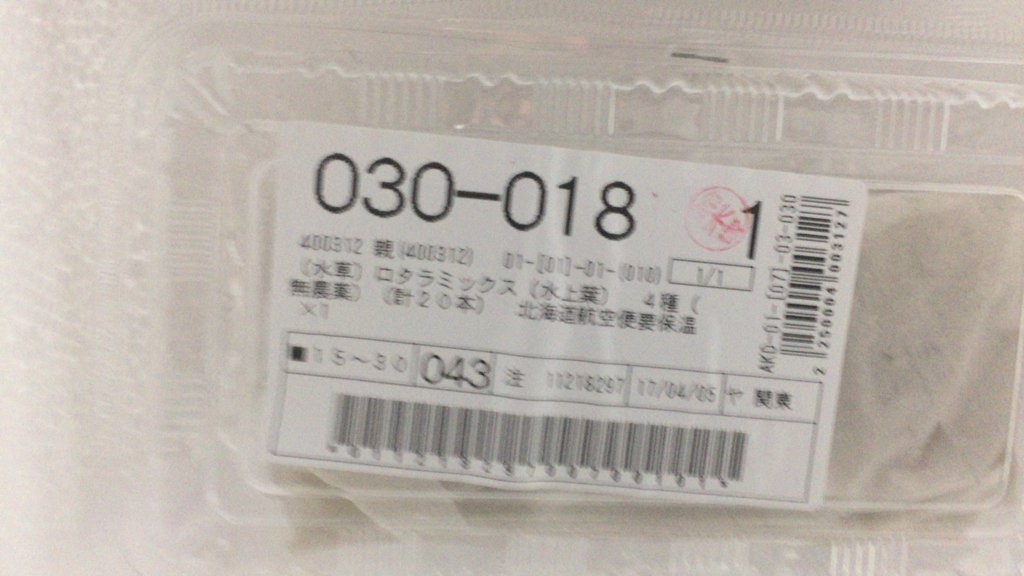 030-018 1
400312 親(400312) 01-[01]-01-(010) 1/1
(水草) ロタラミックス (水上葉) 4種(
無農薬) (計20本) 北海道航空便要保温
×1
■15～30 043 注 11218297 17/04/05 ヤ 関東
AKO-01-[07]-03-030
2 250004 003127